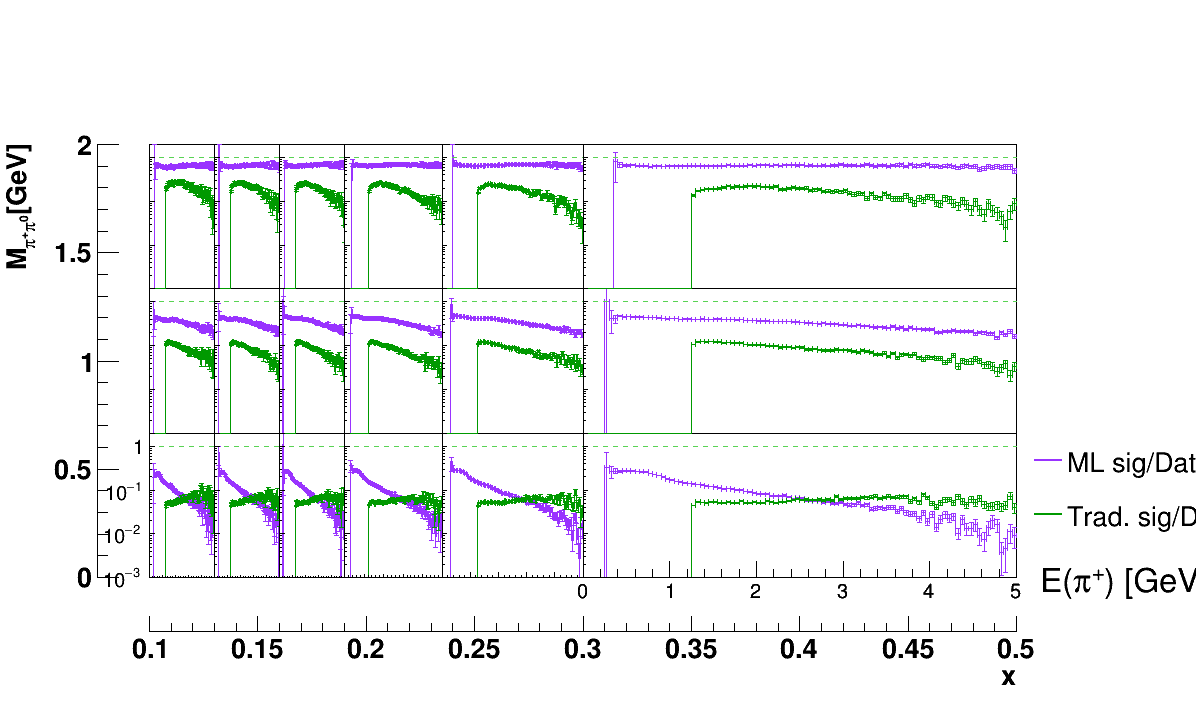 M_{π⁺π⁰}[GeV]
2
1.5
1
0.5
0
1
10⁻¹
10⁻²
10⁻³
0 1 2 3 4 5
E(π⁺) [GeV
0.1 0.15 0.2 0.25 0.3 0.35 0.4 0.45 0.5
x
ML sig/Dat
Trad. sig/D